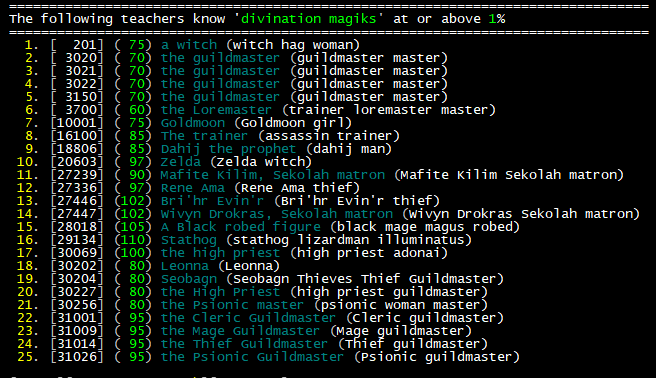 ================================================================================
The following teachers know 'divination magiks' at or above 1%
================================================================================
1. [ 201] ( 75) a witch (witch hag woman)
2. [ 3020] ( 70) the guildmaster (guildmaster master)
3. [ 3021] ( 70) the guildmaster (guildmaster master)
4. [ 3022] ( 70) the guildmaster (guildmaster master)
5. [ 3150] ( 70) the guildmaster (guildmaster master)
6. [ 3700] ( 60) the Loremaster (trainer loremaster master)
7. [10001] ( 75) Goldmoon (Goldmoon girl)
8. [16100] ( 85) The trainer (assassin trainer)
9. [18806] ( 85) Dahij the prophet (dahij man)
10. [20603] ( 97) Zelda (Zelda witch)
11. [27239] ( 90) Mafite Kilim, Sekolah matron (Mafite Kilim Sekolah matron)
12. [27336] ( 97) Rene Ama (Rene Ama thief)
13. [27446] (102) Bri'hr Evin'r (Bri'hr Evin'r thief)
14. [27447] (102) Wivyn Drokras, Sekolah matron (Wivyn Drokras Sekolah matron)
15. [28018] (105) A Black robed figure (black mage magus robed)
16. [29134] (110) Stathog (stathog lizardman illuminatus)
17. [30069] (100) the high priest (high priest adonai)
18. [30202] ( 80) Leonna (Leonna)
19. [30204] ( 80) Seobagn (Seobagn Thieves Thief Guildmaster)
20. [30227] ( 80) the High Priest (high priest guildmaster)
21. [30256] ( 80) the Psionic master (psionic woman master)
22. [31001] ( 95) the Cleric Guildmaster (Cleric guildmaster)
23. [31009] ( 95) the Mage Guildmaster (Mage guildmaster)
24. [31014] ( 95) the Thief Guildmaster (Thief guildmaster)
25. [31026] ( 95) the Psionic Guildmaster (Psionic guildmaster)